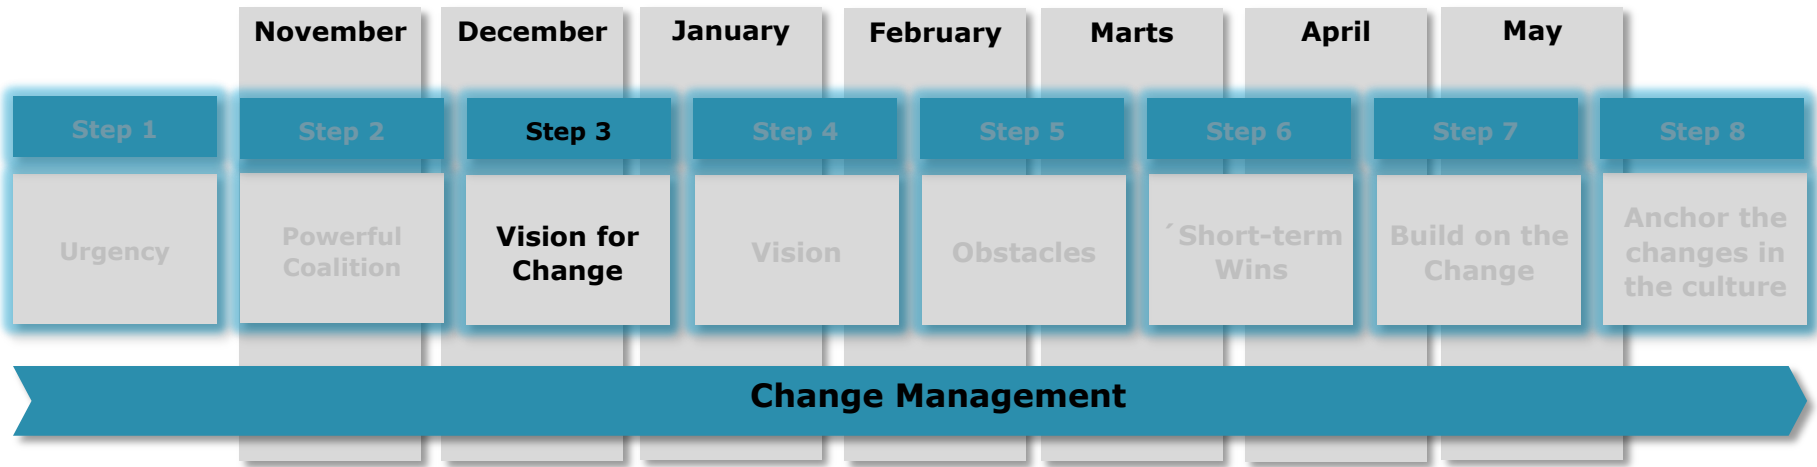 November December January February Marts April May
Step 1 Step 2 Step 3 Step 4 Step 5 Step 6 Step 7 Step 8
Urgency
Powerful
Coalition
Vision for
Change
Vision
Obstacles
´Short-term
Wins
Build on the
Change
Anchor the
changes in
the culture
Change Management